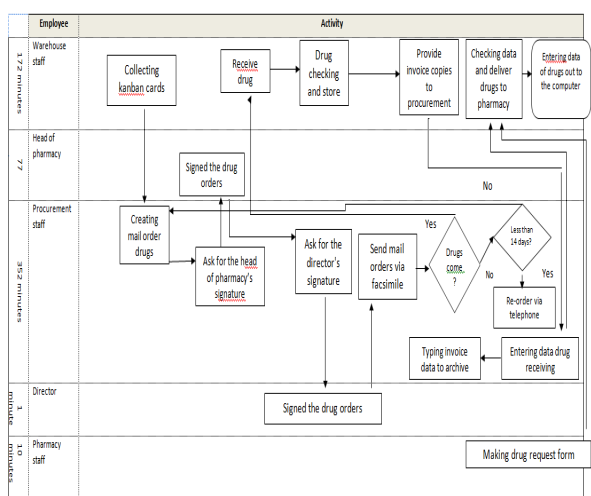 Employee
Activity
172 minutes
Warehouse
staff
Collecting
kanban cards
Receive
drug
Drug
checking
and store
Provide
invoice copies
to
procurement
Checking data
and deliver
drugs to
pharmacy
Entering data
of drugs out to
the computer
77
Head of
pharmacy
Signed the drug
orders
No
352 minutes
Procurement
staff
Creating
mail order
drugs
Ask for the head
of pharmacy's
signature
Ask for the
director's
signature
Send mail
orders via
facsimile
Yes
Drugs
come
?
No
Less than
14 days?
Yes
Re-order via
telephone
Typing invoice
data to archive
Entering data drug
receiving
1
minute
Director
Signed the drug orders
10
minutes
Pharmacy
staff
Making drug request form